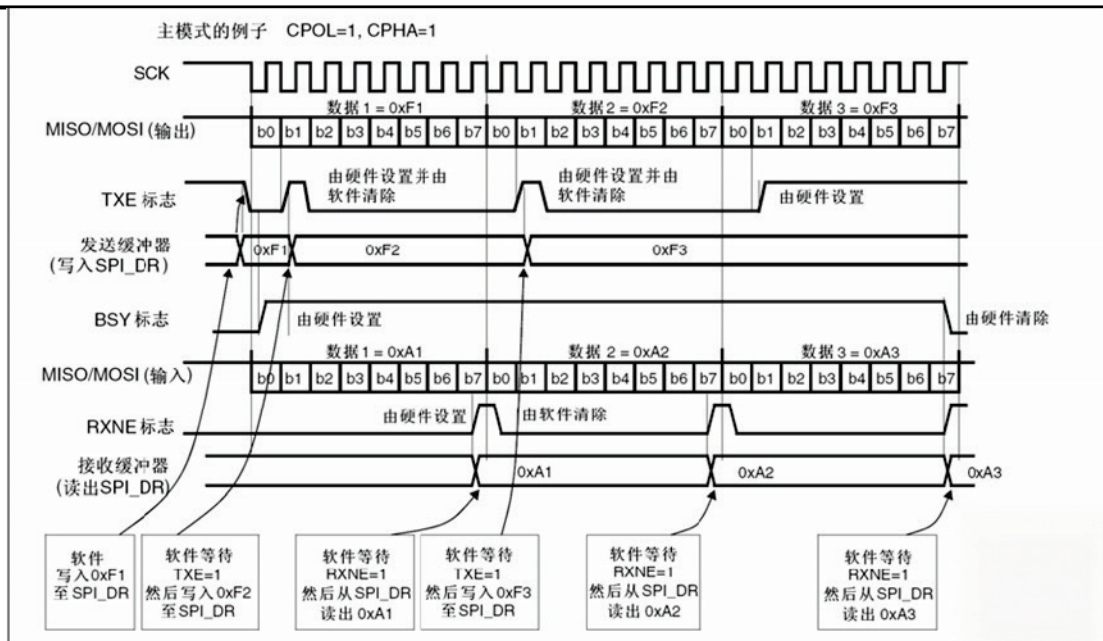 主模式的例子 CPOL=1, CPHA=1
SCK
数据 1 = 0xF1 数据 2 = 0xF2 数据 3 = 0xF3
MISO/MOSI (输出) b0 b1 b2 b3 b4 b5 b6 b7 b0 b1 b2 b3 b4 b5 b6 b7 b0 b1 b2 b3 b4 b5 b6 b7
由硬件设置并由 由硬件设置并由
TXE 标志 软件清除 软件清除 由硬件设置
发送缓冲器 0xF1 0xF2 0xF3
(写入SPI_DR)
BSY 标志 由硬件设置 由硬件清除
数据 1 = 0xA1 数据 2 = 0xA2 数据 3 = 0xA3
MISO/MOSI (输入) b0 b1 b2 b3 b4 b5 b6 b7 b0 b1 b2 b3 b4 b5 b6 b7 b0 b1 b2 b3 b4 b5 b6 b7
RXNE 标志 由硬件设置 由软件清除
接收缓冲器 0xA1 0xA2 0xA3
(读出SPI_DR)
软件
写入0xF1
至SPI_DR
软件等待
TXE=1
然后写入0xF2
至SPI_DR
软件等待
RXNE=1
然后从SPI_DR
读出 0xA1
软件等待
TXE=1
然后写入0xF3
至SPI_DR
软件等待
RXNE=1
然后从SPI_DR
读出 0xA2
软件等待
RXNE=1
然后从SPI_DR
读出 0xA3